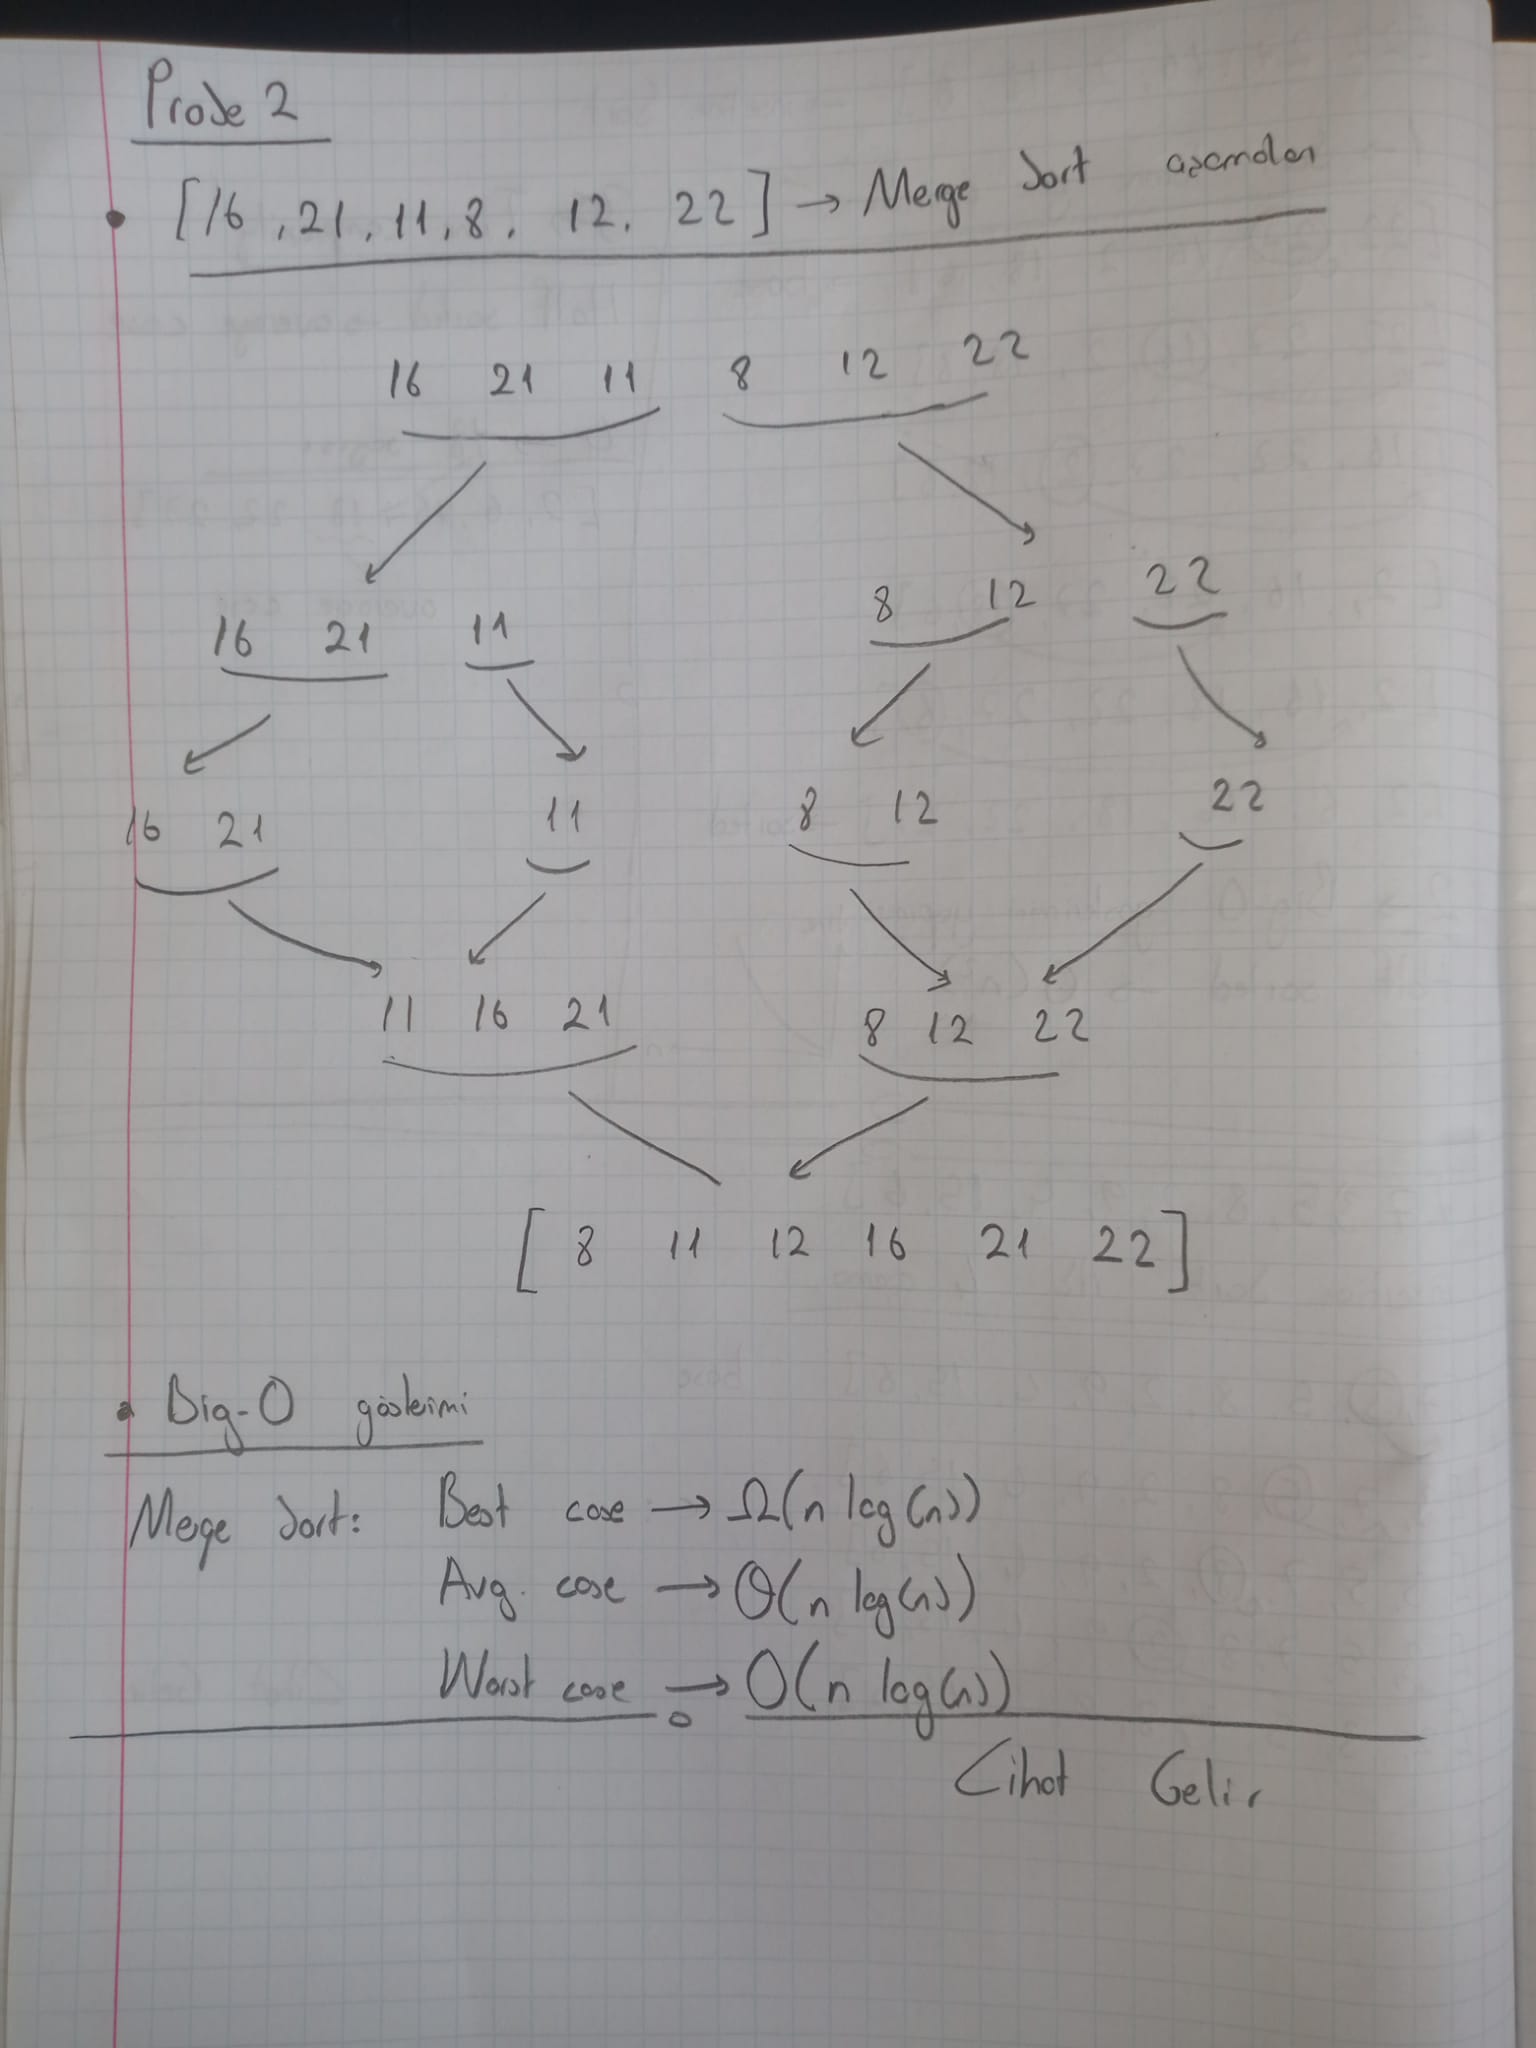 Proje 2
[16, 21, 11, 8, 12, 22] → Merge Sort aşamaları
16 21 11 8 12 22
16 21 11 8 12 22
16 21 11 8 12 22
11 16 21 8 12 22
[ 8 11 12 16 21 22 ]
Big-O gösterimi
Merge Sort: Best case → Ω(n log(n))
Avg. case → Θ(n log(n))
Worst case → O(n log(n))
Cihat Gelir